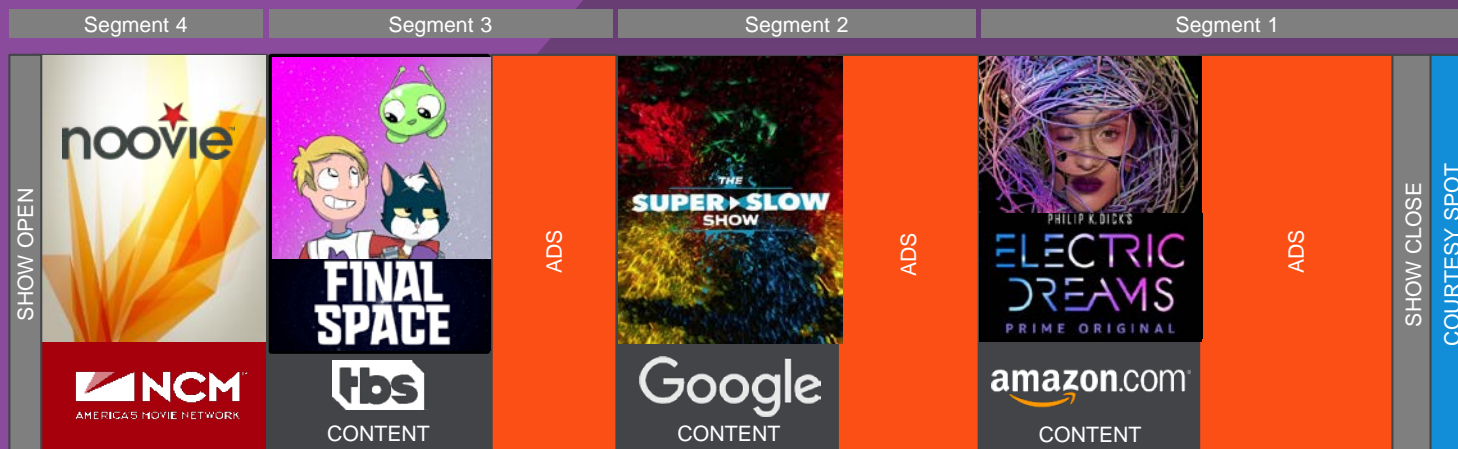 Segment 4
Segment 3
Segment 2
Segment 1
SHOW OPEN
noovie
NCM
AMERICA'S MOVIE NETWORK
FINAL
SPACE
tbs
CONTENT
ADS
THE
SUPER SLOW
SHOW
Google
CONTENT
ADS
PHILIP K. DICK'S
ELECTRIC
DREAMS
PRIME ORIGINAL
amazon.com
CONTENT
ADS
SHOW CLOSE
COURTESY SPOT